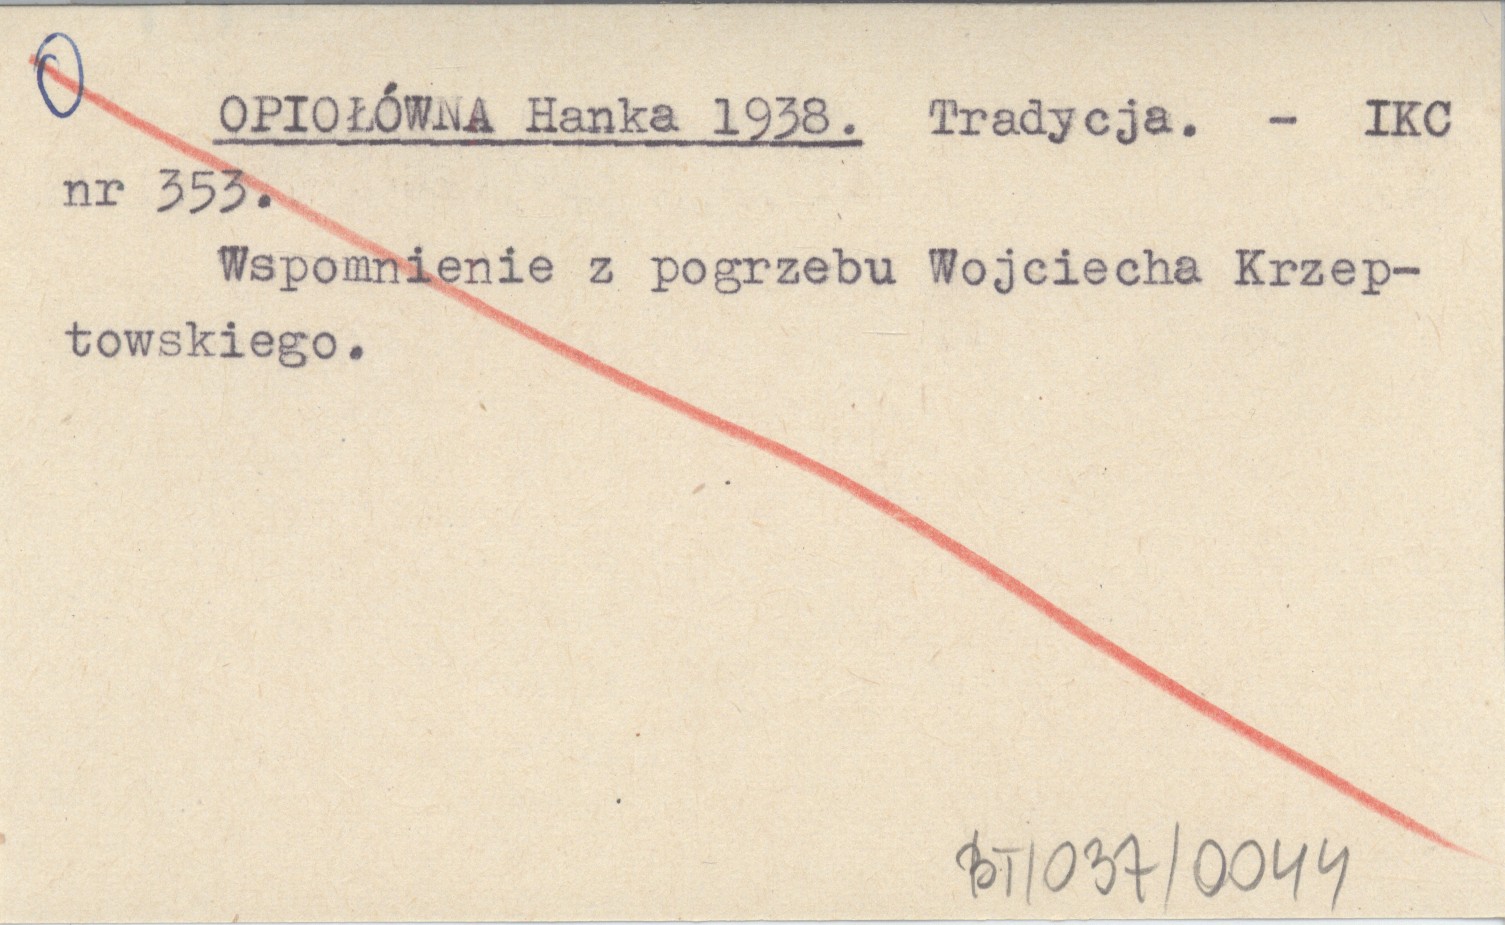 OPIOŁÓWNA Hanka 1938. Tradycja. - IKC
nr 353.
Wspomnienie z pogrzebu Wojciecha Krzep-
towskiego.
BT/037/0044